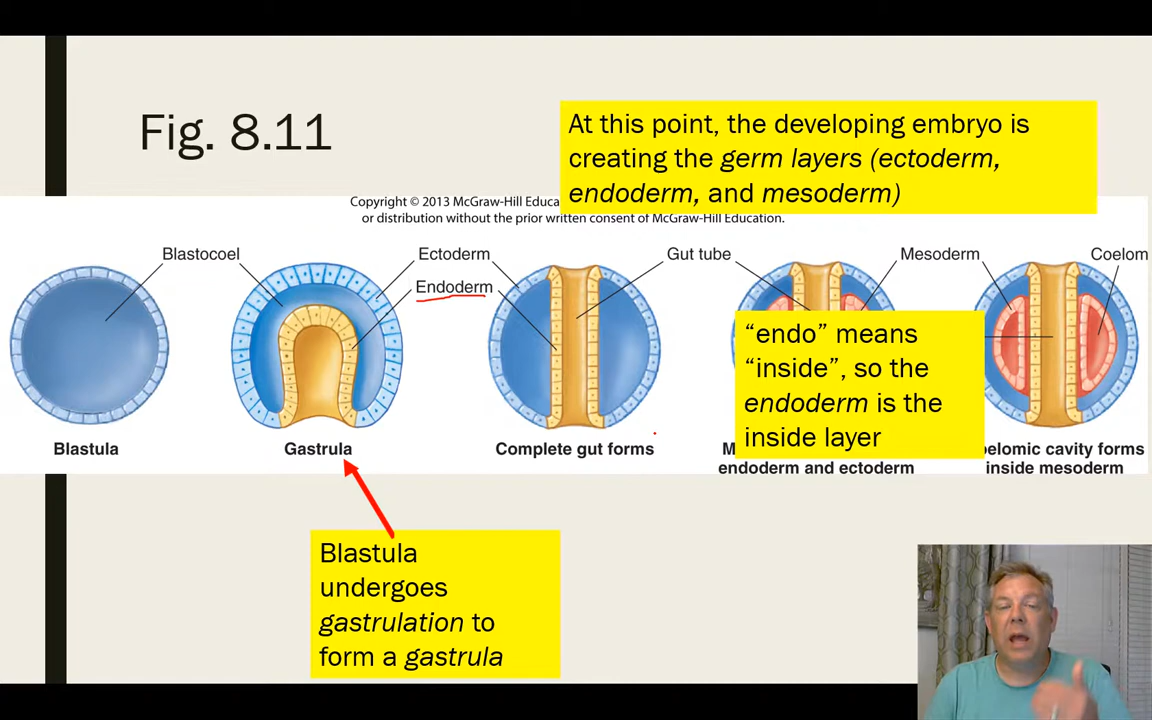 Fig. 8.11
At this point, the developing embryo is
creating the germ layers (ectoderm,
endoderm, and mesoderm)
Copyright © 2013 McGraw-Hill Educa
or distribution without the prior written consent of McGraw-Hill Education.
Blastocoel
Ectoderm
Endoderm
Gut tube
Mesoderm
Coelom
"endo" means
"inside", so the
endoderm is the
inside layer
Blastula
Gastrula
Complete gut forms
endoderm and ectoderm
elomic cavity forms
inside mesoderm
Blastula
undergoes
gastrulation to
form a gastrula